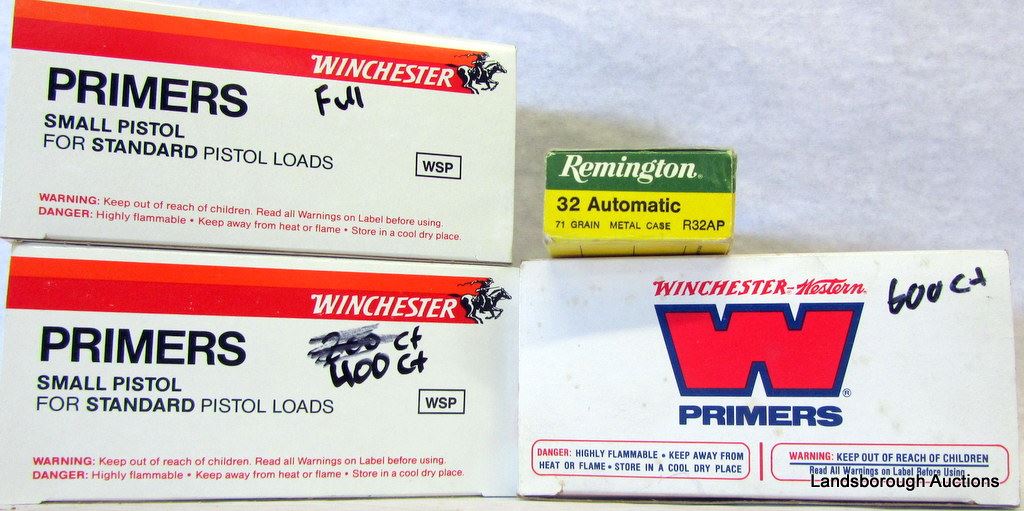 WINCHESTER
PRIMERS
Full
SMALL PISTOL
FOR STANDARD PISTOL LOADS
WSP
WARNING: Keep out of reach of children. Read all Warnings on Label before using.
DANGER: Highly flammable • Keep away from heat or flame • Store in a cool dry place.
WINCHESTER
PRIMERS
ct
400 ct
SMALL PISTOL
FOR STANDARD PISTOL LOADS
WSP
WARNING: Keep out of reach of children. Read all Warnings on Label before using.
DANGER: Highly flammable • Keep away from heat or flame • Store in a cool dry place.
Remington®
32 Automatic
71 GRAIN METAL CASE R32AP
WINCHESTER-Western
600 ct
W®
PRIMERS
DANGER: HIGHLY FLAMMABLE • KEEP AWAY FROM
HEAT OR FLAME • STORE IN A COOL DRY PLACE
WARNING: KEEP OUT OF REACH OF CHILDREN
Read All Warnings on Label Before Using
Landsborough Auctions